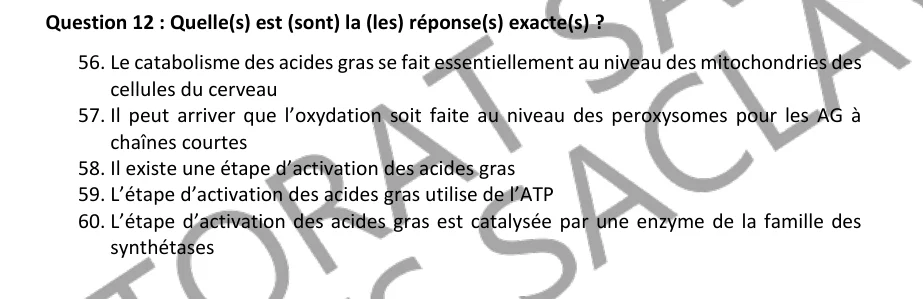 Question 12 : Quelle(s) est (sont) la (les) réponse(s) exacte(s) ?
56. Le catabolisme des acides gras se fait essentiellement au niveau des mitochondries des
cellules du cerveau
57. Il peut arriver que l’oxydation soit faite au niveau des peroxysomes pour les AG à
chaînes courtes
58. Il existe une étape d’activation des acides gras
59. L’étape d’activation des acides gras utilise de l’ATP
60. L’étape d’activation des acides gras est catalysée par une enzyme de la famille des
synthétases